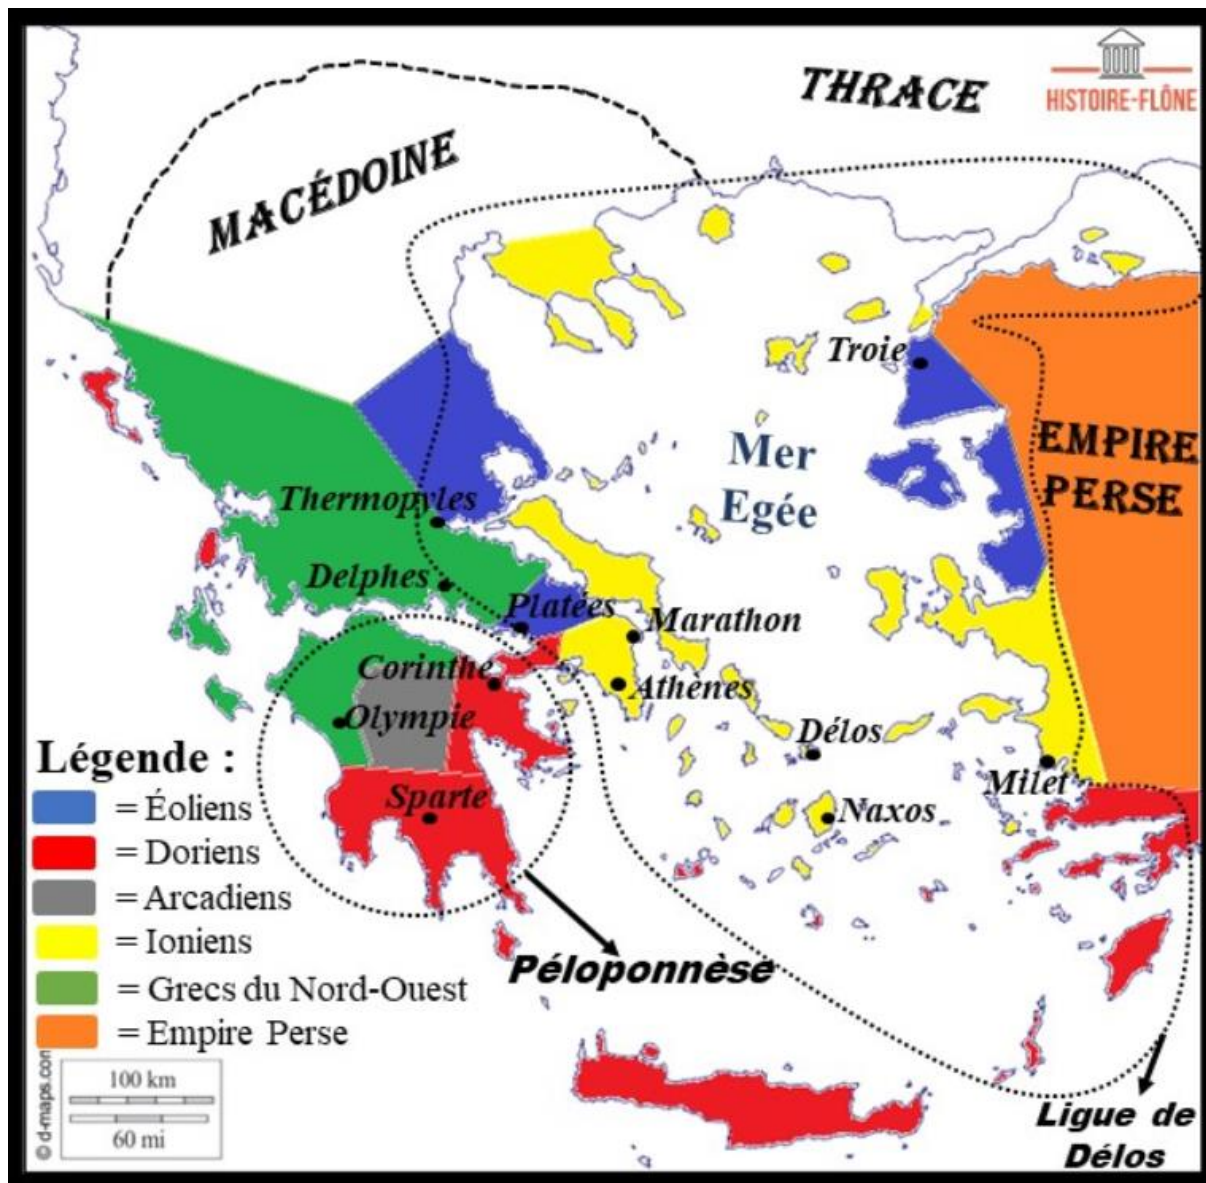 THRACE
HISTOIRE-FLÔNE
MACÉDOINE
Troie
Mer
Egée
EMPIRE
PERSE
Thermopyles
Delphes
Platées
Marathon
Corinthe
Athènes
Olympie
Délos
Milet
Sparte
Naxos
Légende :
= Éoliens
= Doriens
= Arcadiens
= Ioniens
= Grecs du Nord-Ouest
= Empire Perse
Péloponnèse
Ligue de
Délos
100 km
60 mi
© d-maps.com